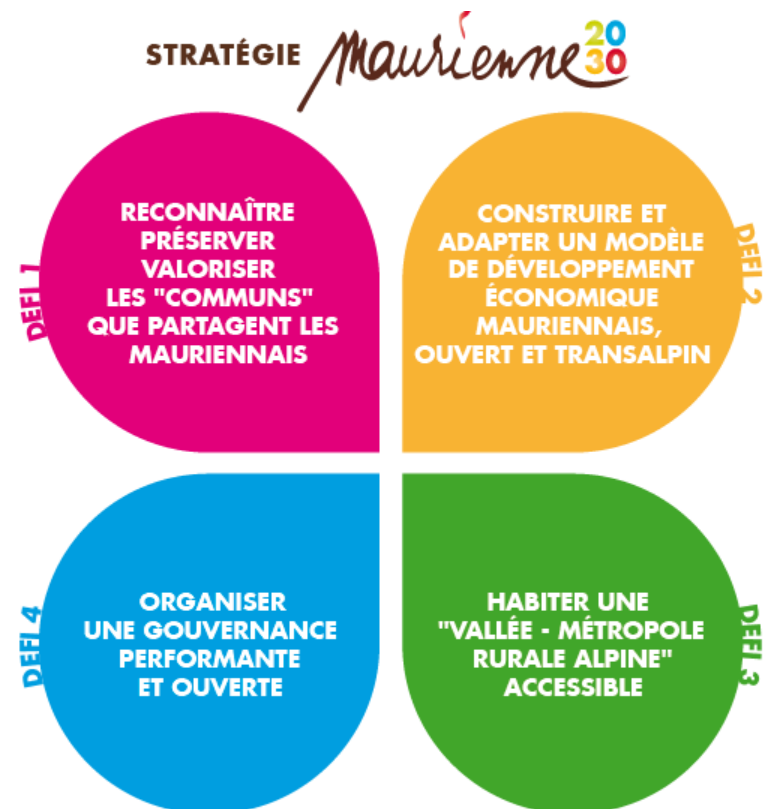 STRATÉGIE Maurienne 20
30
DEFI 1
RECONNAÎTRE
PRÉSERVER
VALORISER
LES "COMMUNS"
QUE PARTAGENT LES
MAURIENNAIS
DEFI 2
CONSTRUIRE ET
ADAPTER UN MODÈLE
DE DÉVELOPPEMENT
ÉCONOMIQUE
MAURIENNAIS,
OUVERT ET TRANSALPIN
DEFI 3
HABITER UNE
"VALLÉE - MÉTROPOLE
RURALE ALPINE"
ACCESSIBLE
DEFI 4
ORGANISER
UNE GOUVERNANCE
PERFORMANTE
ET OUVERTE